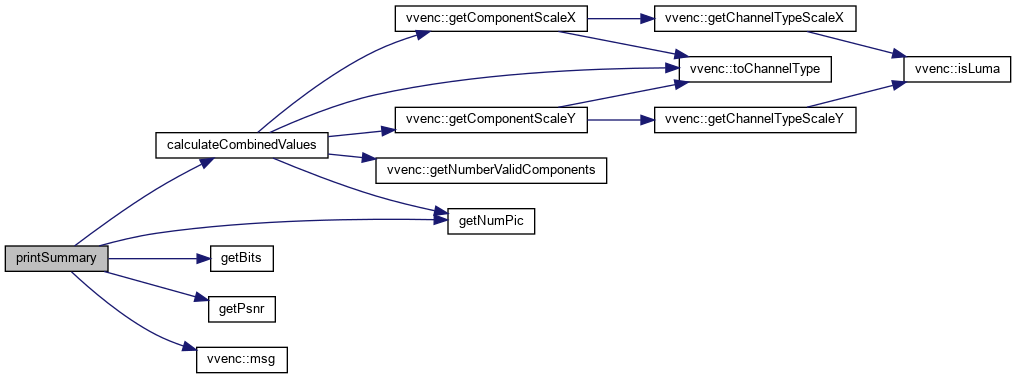 vvenc::getComponentScaleX
vvenc::getChannelTypeScaleX
vvenc::toChannelType
vvenc::isLuma
vvenc::getComponentScaleY
vvenc::getChannelTypeScaleY
calculateCombinedValues
vvenc::getNumberValidComponents
getNumPic
printSummary
getBits
getPsnr
vvenc::msg